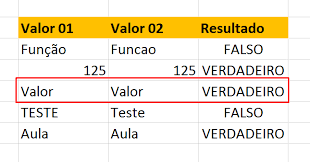 Valor 01 Valor 02 Resultado
Função Funcao FALSO
125 125 VERDADEIRO
Valor Valor VERDADEIRO
TESTE Teste FALSO
Aula Aula VERDADEIRO